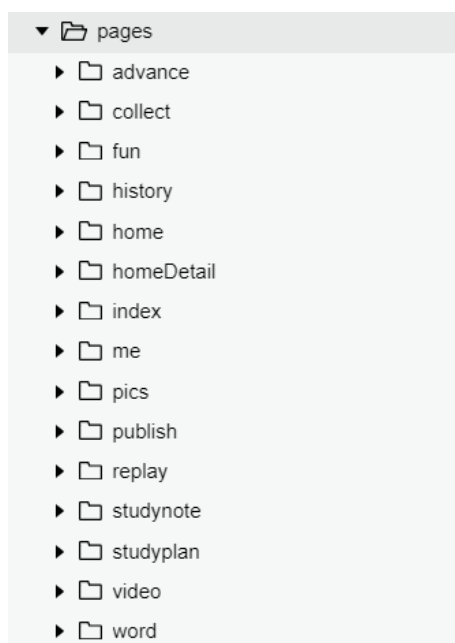 pages
advance
collect
fun
history
home
homeDetail
index
me
pics
publish
replay
studynote
studyplan
video
word